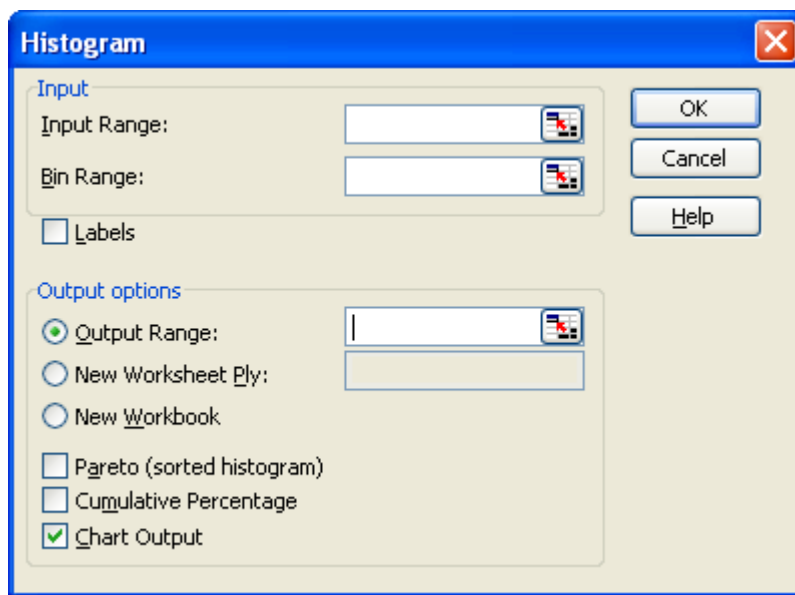 Histogram
Input
Input Range:
Bin Range:
Labels
OK
Cancel
Help
Output options
Output Range:
New Worksheet Ply:
New Workbook
Pareto (sorted histogram)
Cumulative Percentage
Chart Output